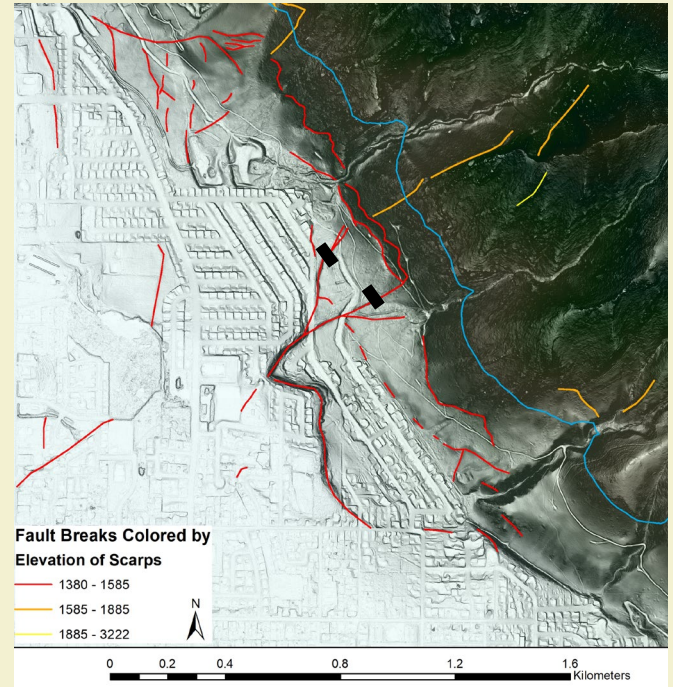 Fault Breaks Colored by
Elevation of Scarps
1380 - 1585
1585 - 1885
1885 - 3222
N
0 0.2 0.4 0.8 1.2 1.6
Kilometers